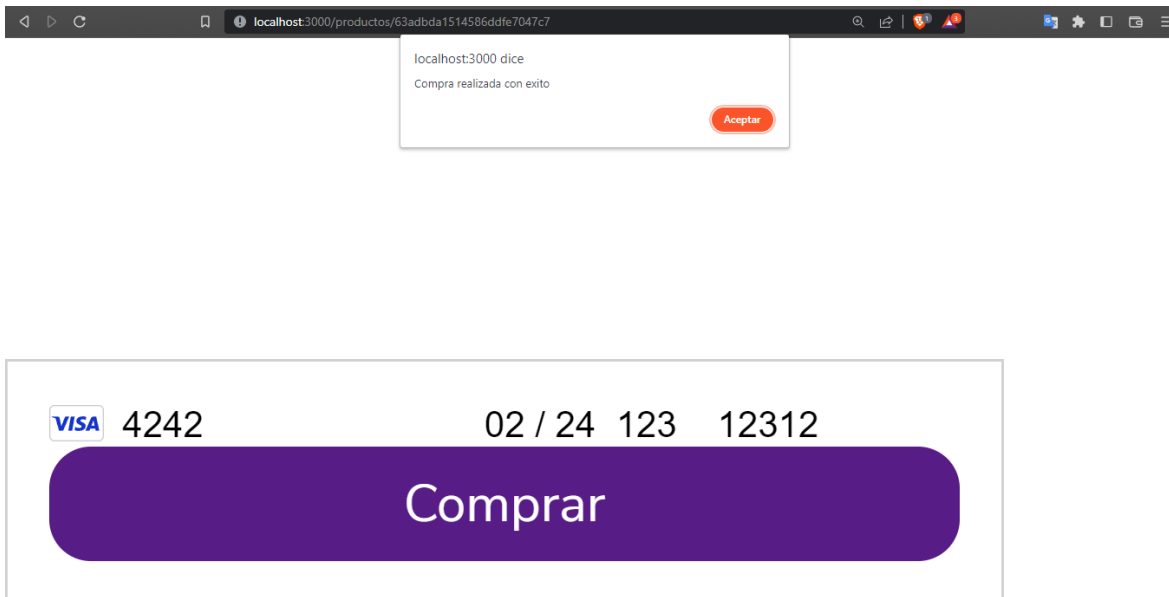 localhost:3000/productos/63adbda1514586ddfe7047c7
localhost:3000 dice
Compra realizada con exito
Aceptar
VISA 4242 02 / 24 123 12312
Comprar